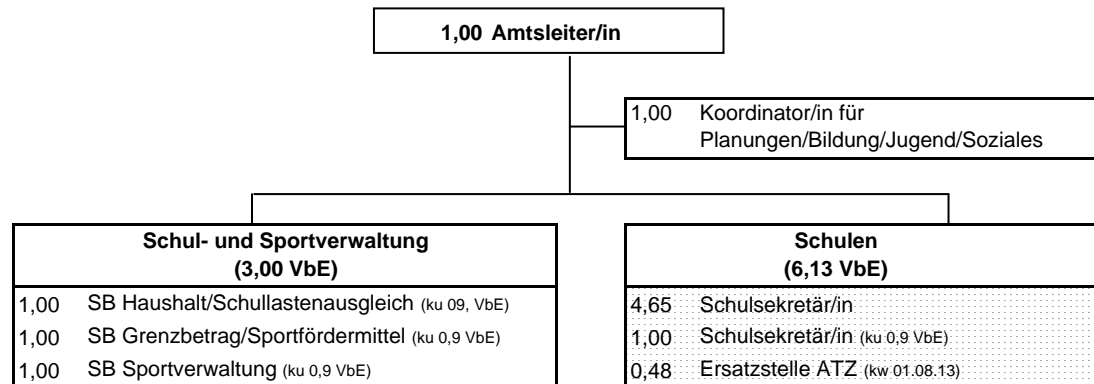 1,00 Amtsleiter/in
1,00 Koordinator/in für
Planungen/Bildung/Jugend/Soziales
Schul- und Sportverwaltung
(3,00 VbE)
1,00 SB Haushalt/Schullastenausgleich (ku 09, VbE)
1,00 SB Grenzbetrag/Sportfördermittel (ku 0,9 VbE)
1,00 SB Sportverwaltung (ku 0,9 VbE)
Schulen
(6,13 VbE)
4,65 Schulsekretär/in
1,00 Schulsekretär/in (ku 0,9 VbE)
0,48 Ersatzstelle ATZ (kw 01.08.13)